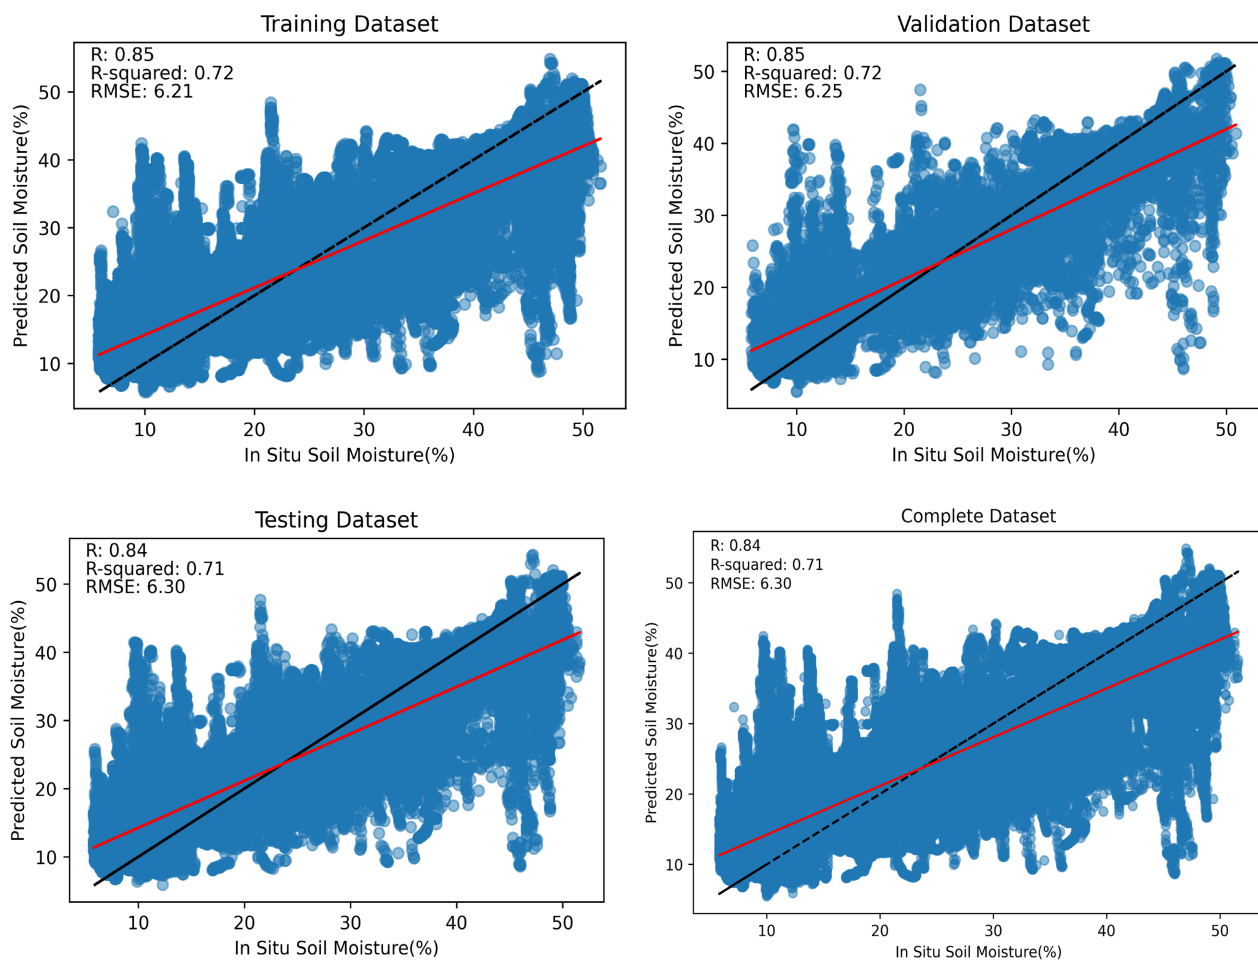 Training Dataset
R: 0.85
R-squared: 0.72
RMSE: 6.21
Predicted Soil Moisture(%)
50
40
30
20
10
10 20 30 40 50
In Situ Soil Moisture(%)
Validation Dataset
R: 0.85
R-squared: 0.72
RMSE: 6.25
Predicted Soil Moisture(%)
50
40
30
20
10
10 20 30 40 50
In Situ Soil Moisture(%)
Testing Dataset
R: 0.84
R-squared: 0.71
RMSE: 6.30
Predicted Soil Moisture(%)
50
40
30
20
10
10 20 30 40 50
In Situ Soil Moisture(%)
Complete Dataset
R: 0.84
R-squared: 0.71
RMSE: 6.30
Predicted Soil Moisture(%)
50
40
30
20
10
10 20 30 40 50
In Situ Soil Moisture(%)